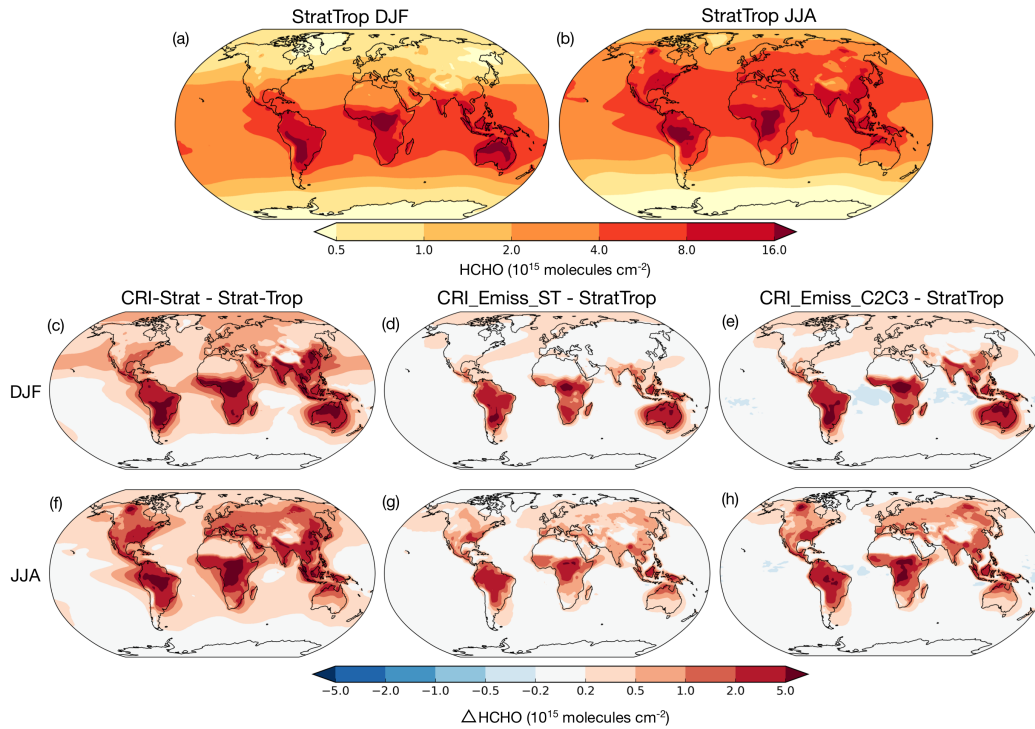 StratTrop DJF
StratTrop JJA
(a)
(b)
0.5 1.0 2.0 4.0 8.0 16.0
HCHO (10¹⁵ molecules cm⁻²)
CRI-Strat - Strat-Trop
CRI_Emiss_ST - StratTrop
CRI_Emiss_C2C3 - StratTrop
(c)
(d)
(e)
DJF
(f)
(g)
(h)
JJA
−5.0 −2.0 −1.0 −0.5 −0.2 0.2 0.5 1.0 2.0 5.0
△HCHO (10¹⁵ molecules cm⁻²)